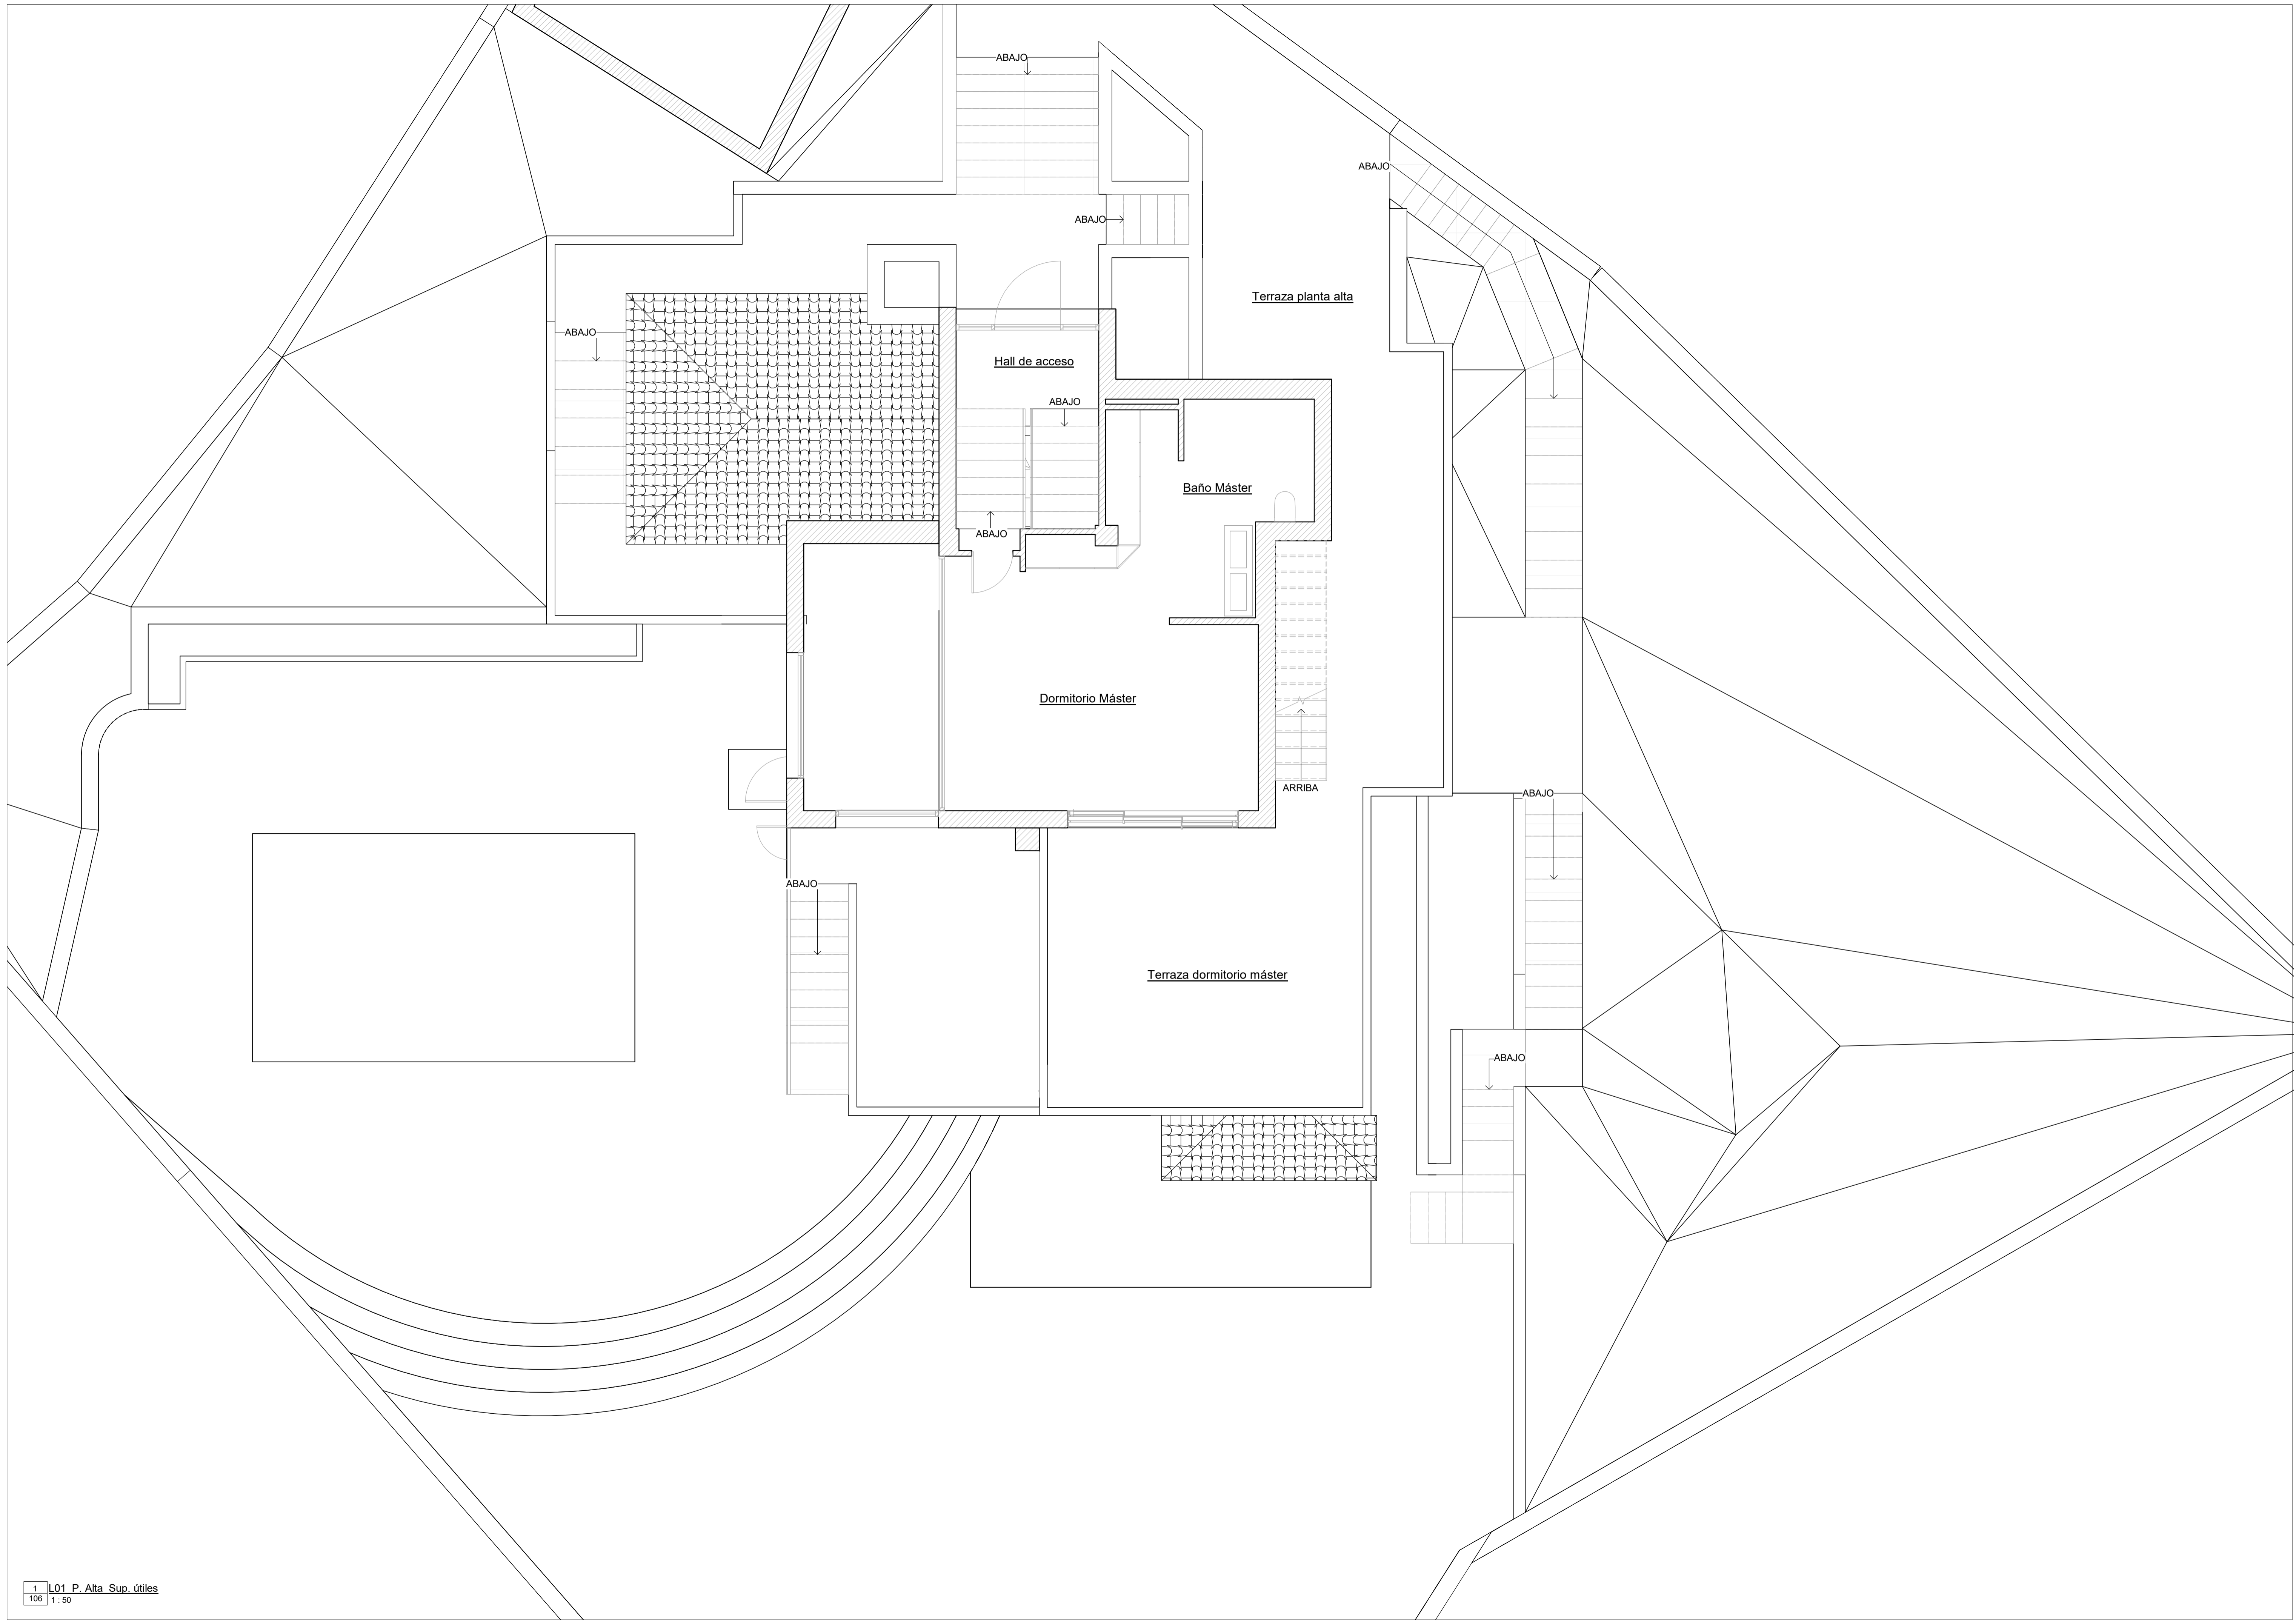 ABAJO
ABAJO
ABAJO
Terraza planta alta
ABAJO
Hall de acceso
ABAJO
Baño Máster
ABAJO
Dormitorio Máster
ARRIBA
ABAJO
ABAJO
Terraza dormitorio máster
ABAJO
1
106
L01_P. Alta_Sup. útiles
1 : 50